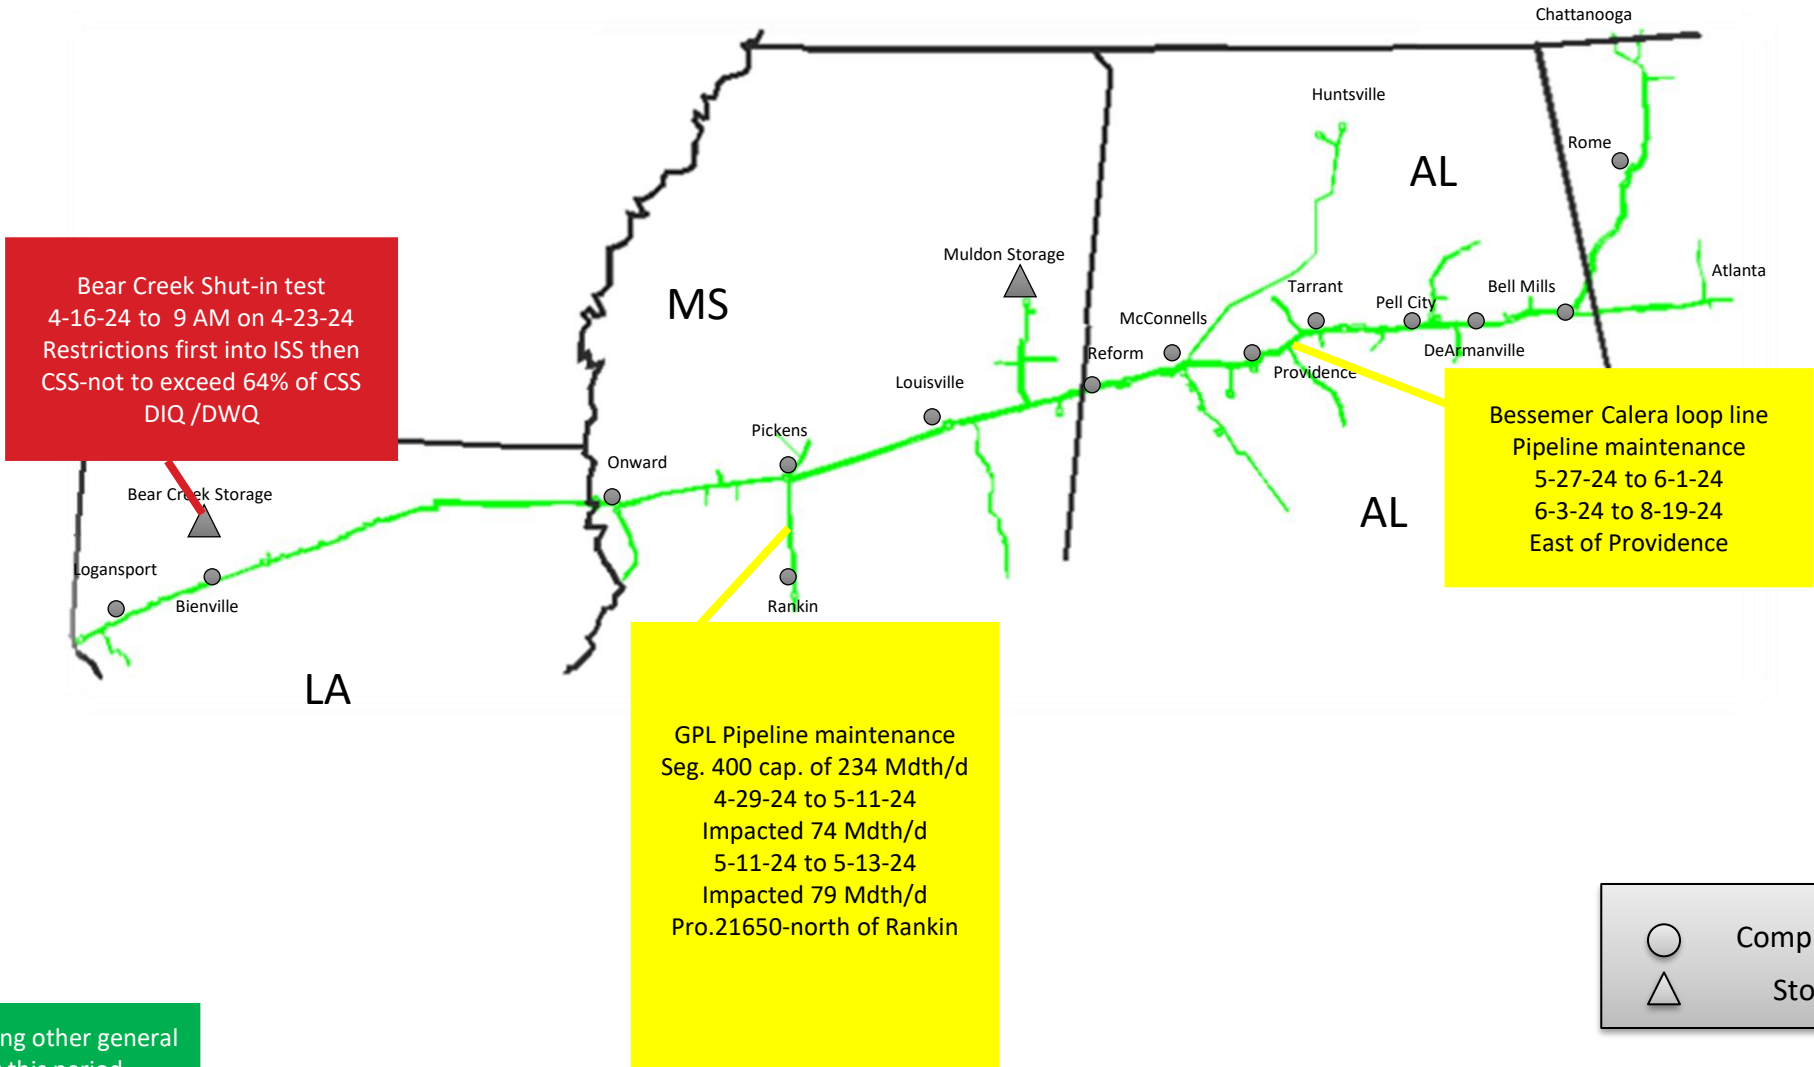 Chattanooga
Huntsville
Rome
AL
Bear Creek Shut-in test
4-16-24 to 9 AM on 4-23-24
Restrictions first into ISS then
CSS-not to exceed 64% of CSS
DIQ /DWQ
Muldon Storage
MS
Tarrant
Pell City
Bell Mills
Atlanta
McConnells
Reform
DeArmanville
Providence
Louisville
Pickens
Onward
Bessemer Calera loop line
Pipeline maintenance
5-27-24 to 6-1-24
6-3-24 to 8-19-24
East of Providence
AL
Bear Creek Storage
Logansport
Bienville
Rankin
LA
GPL Pipeline maintenance
Seg. 400 cap. of 234 Mdth/d
4-29-24 to 5-11-24
Impacted 74 Mdth/d
5-11-24 to 5-13-24
Impacted 79 Mdth/d
Pro.21650-north of Rankin
Comp
Sto
ng other general
this period